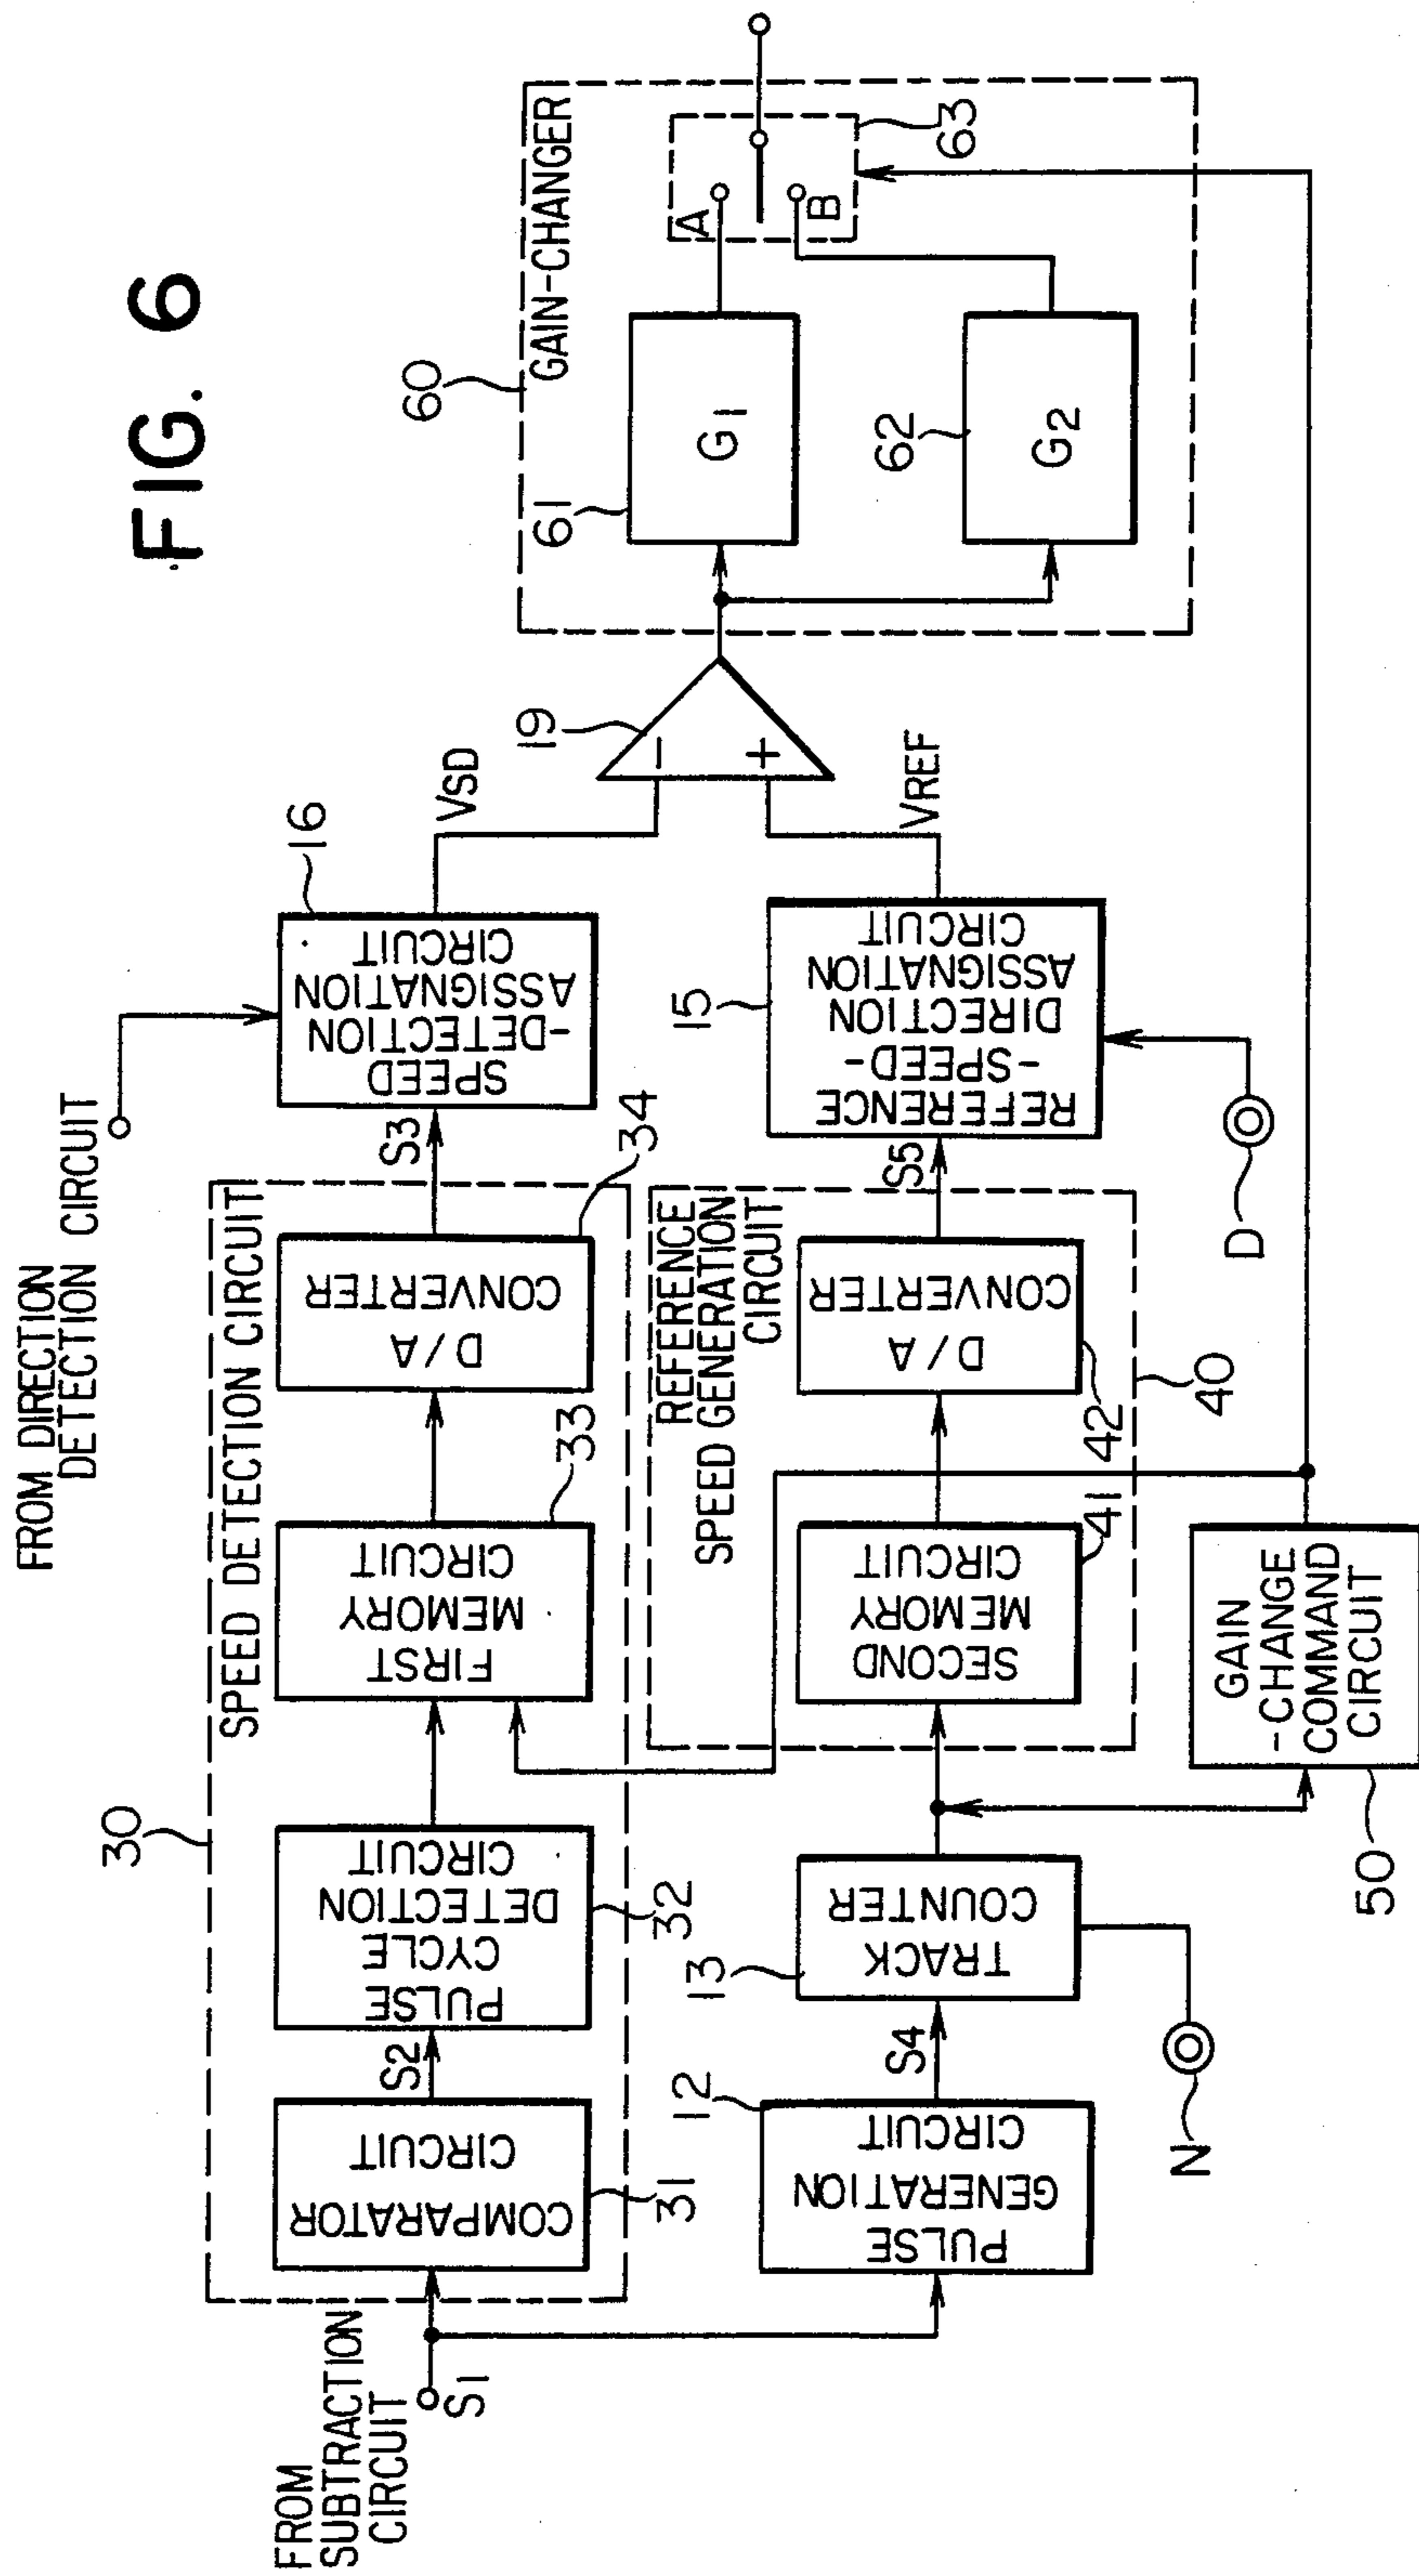 FIG. 6
FROM DIRECTION
DETECTION CIRCUIT
30
SPEED DETECTION CIRCUIT
FROM
SUBTRACTION
CIRCUIT
S1
COMPARATOR
CIRCUIT
31
S2
PULSE
CYCLE
DETECTION
CIRCUIT
32
FIRST
MEMORY
CIRCUIT
33
D/A
CONVERTER
34
S3
SPEED
-DETECTION
ASSIGNATION
CIRCUIT
16
VSD
19
−
+
VREF
60
GAIN-CHANGER
61
G1
62
G2
A
B
63
PULSE
GENERATION
CIRCUIT
12
S4
TRACK
COUNTER
13
N
REFERENCE
SPEED GENERATION
CIRCUIT
SECOND
MEMORY
CIRCUIT
41
D/A
CONVERTER
42
40
S5
REFERENCE
-SPEED-
DIRECTION
ASSIGNATION
CIRCUIT
15
D
GAIN
-CHANGE
COMMAND
CIRCUIT
50